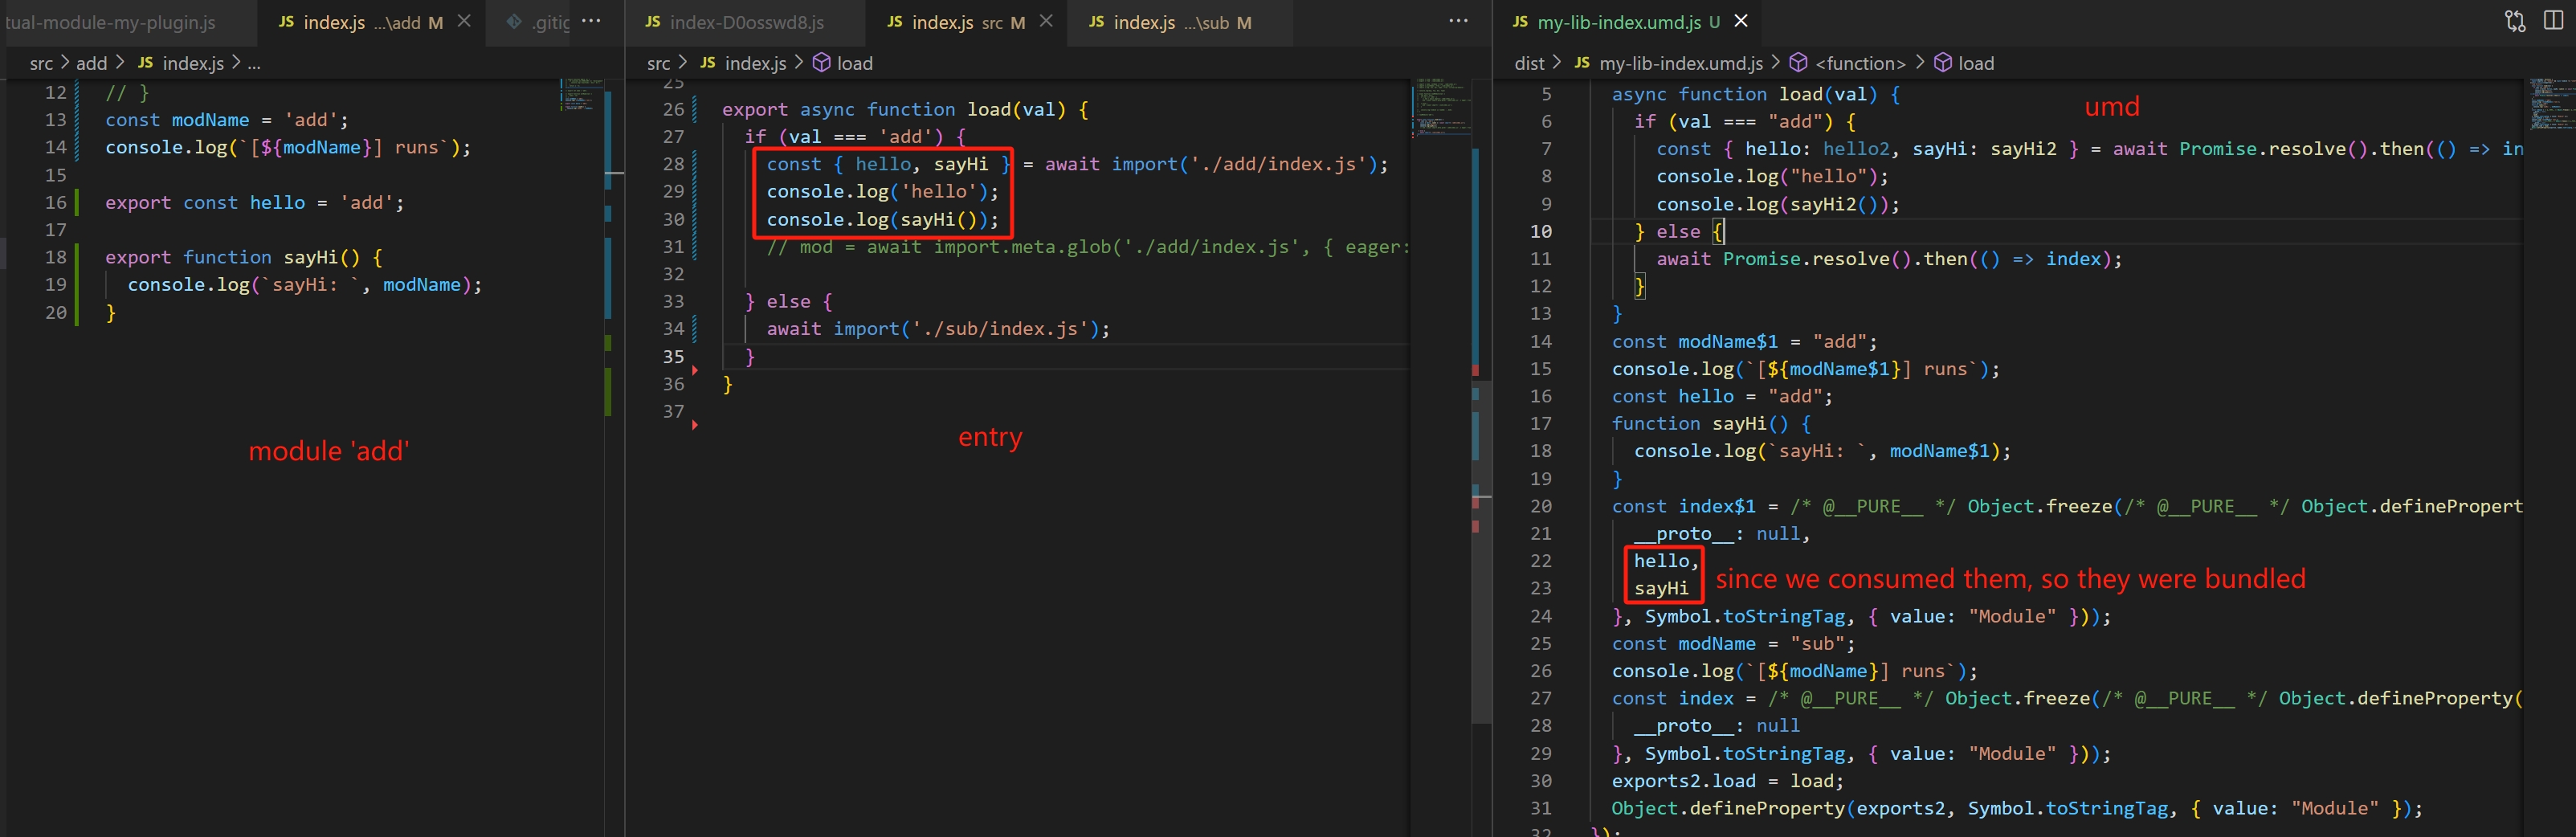 tual-module-my-plugin.js
JS index.js ...\add M
.gitig
src > add > JS index.js > ...
12 // }
13 const modName = 'add';
14 console.log(`[${modName}] runs`);
15
16 export const hello = 'add';
17
18 export function sayHi() {
19 console.log(`sayHi: `, modName);
20 }
module 'add'
JS index-D0osswd8.js
JS index.js src M
JS index.js ...\sub M
src > JS index.js > load
25
26 export async function load(val) {
27 if (val === 'add') {
28 const { hello, sayHi } = await import('./add/index.js');
29 console.log('hello');
30 console.log(sayHi());
31 // mod = await import.meta.glob('./add/index.js', { eager:
32
33 } else {
34 await import('./sub/index.js');
35 }
36 }
37
entry
JS my-lib-index.umd.js U
dist > JS my-lib-index.umd.js > <function> > load
5 async function load(val) {
umd
6 if (val === "add") {
7 const { hello: hello2, sayHi: sayHi2 } = await Promise.resolve().then(() => in
8 console.log("hello");
9 console.log(sayHi2());
10 } else {
11 await Promise.resolve().then(() => index);
12 }
13 }
14 const modName$1 = "add";
15 console.log(`[${modName$1}] runs`);
16 const hello = "add";
17 function sayHi() {
18 console.log(`sayHi: `, modName$1);
19 }
20 const index$1 = /* @__PURE__ */ Object.freeze(/* @__PURE__ */ Object.definePropert
21 __proto__: null,
22 hello,
23 sayHi
since we consumed them, so they were bundled
24 }, Symbol.toStringTag, { value: "Module" }));
25 const modName = "sub";
26 console.log(`[${modName}] runs`);
27 const index = /* @__PURE__ */ Object.freeze(/* @__PURE__ */ Object.defineProperty(
28 __proto__: null
29 }, Symbol.toStringTag, { value: "Module" }));
30 exports2.load = load;
31 Object.defineProperty(exports2, Symbol.toStringTag, { value: "Module" });
32 });